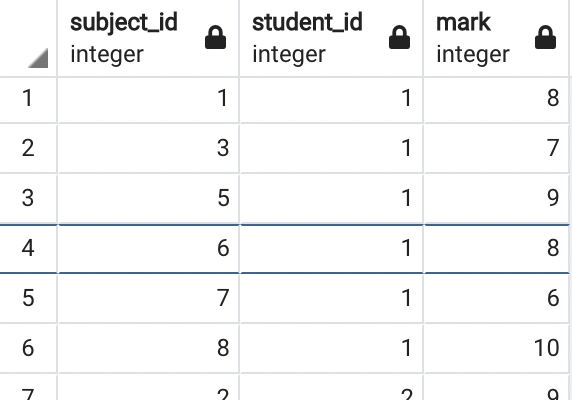 subject_id student_id mark
integer integer integer
1 1 1 8
2 3 1 7
3 5 1 9
4 6 1 8
5 7 1 6
6 8 1 10
7 2 2 9